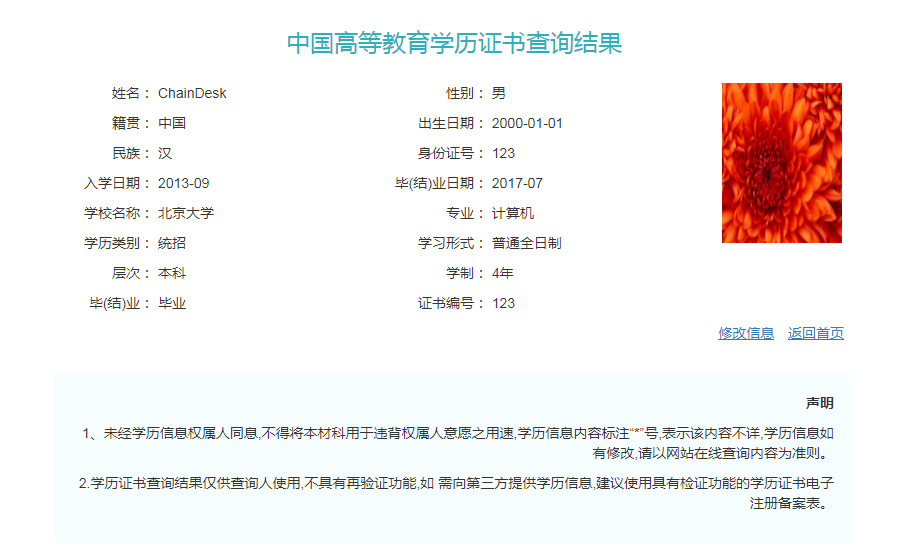 中国高等教育学历证书查询结果
姓名： ChainDesk 性别： 男
籍贯： 中国 出生日期： 2000-01-01
民族： 汉 身份证号： 123
入学日期： 2013-09 毕(结)业日期： 2017-07
学校名称： 北京大学 专业： 计算机
学历类别： 统招 学习形式： 普通全日制
层次： 本科 学制： 4年
毕(结)业： 毕业 证书编号： 123
修改信息 返回首页
声明
1、未经学历信息权属人同息,不得将本材科用于违背权属人意愿之用速,学历信息内容标注“*”号,表示该内容不详,学历信息如
有修改,请以网站在线查询内容为准则。
2.学历证书查询结果仅供查询人使用,不具有再验证功能,如 需向第三方提供学历信息,建议使用具有检证功能的学历证书电子
注册备案表。